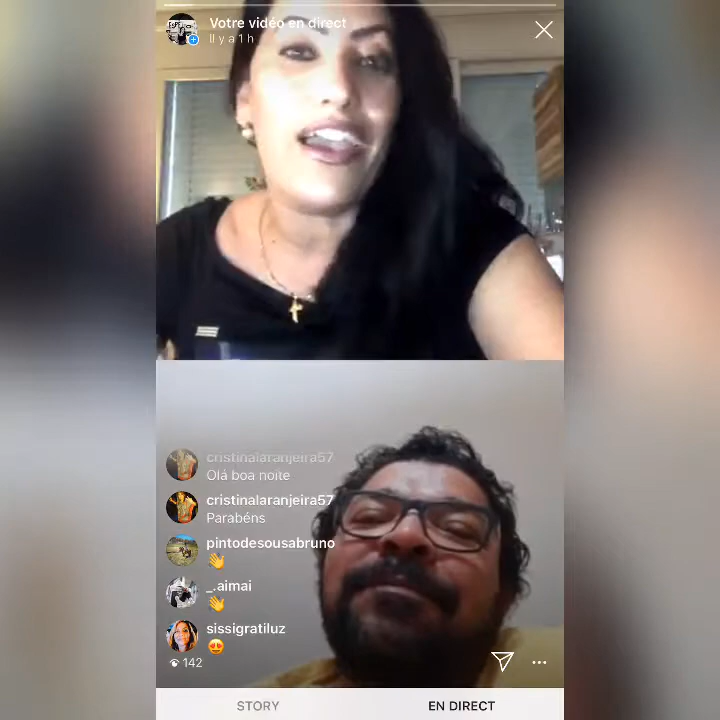 Votre vidéo en direct
Il y a 1 h
cristinalaranjeira57
Olá boa noite
cristinalaranjeira57
Parabéns
pintodesousabruno
👋
_.aimai
👋
sissigratiluz
😍
142
STORY
EN DIRECT